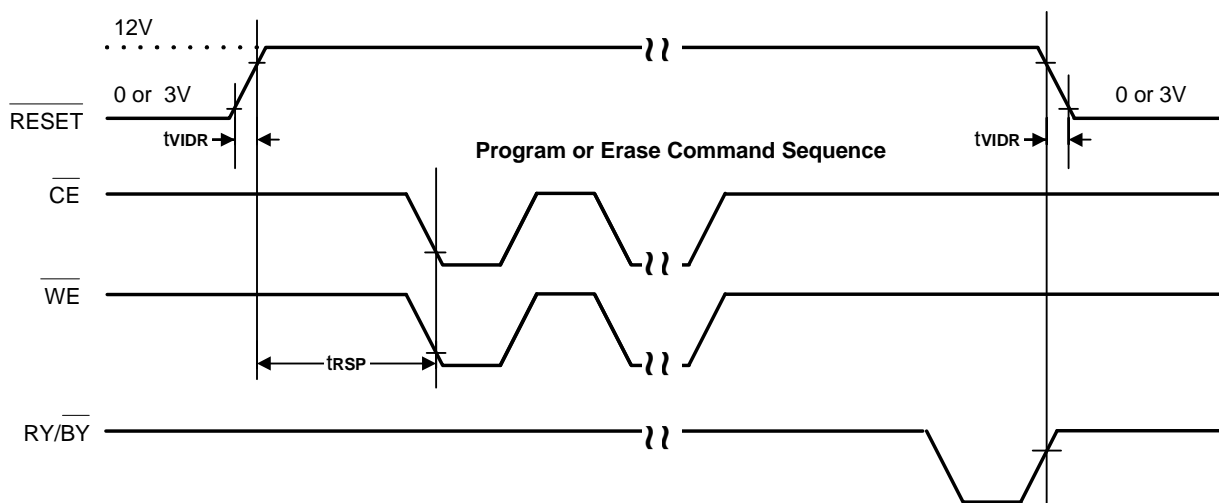 12V
0 or 3V
0 or 3V
RESET
tVIDR
tVIDR
Program or Erase Command Sequence
CE
WE
tRSP
RY/BY